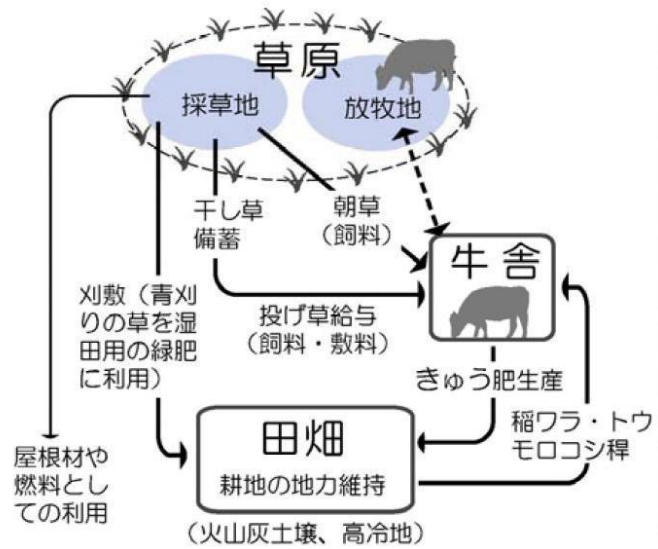 草原
採草地
放牧地
干し草
備蓄
朝草
（飼料）
牛舎
刈敷（青刈
りの草を湿
田用の緑肥
に利用）
投げ草給与
（飼料・敷料）
きゅう肥生産
稲ワラ・トウ
モロコシ稈
屋根材や
燃料とし
ての利用
田畑
耕地の地力維持
（火山灰土壌、高冷地）